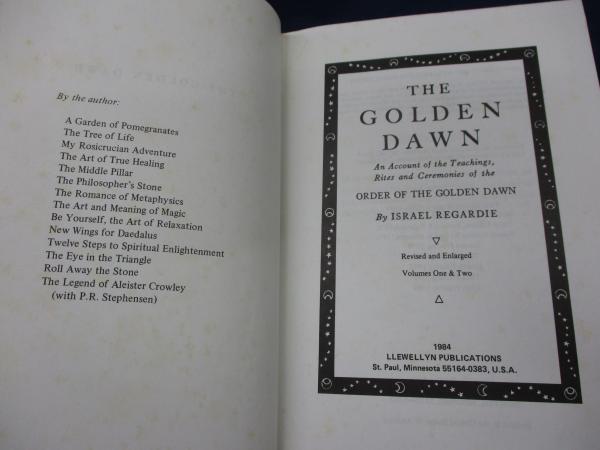 By the author:
A Garden of Pomegranates
The Tree of Life
My Rosicrucian Adventure
The Art of True Healing
The Middle Pillar
The Philosopher's Stone
The Romance of Metaphysics
The Art and Meaning of Magic
Be Yourself, the Art of Relaxation
New Wings for Daedalus
Twelve Steps to Spiritual Enlightenment
The Eye in the Triangle
Roll Away the Stone
The Legend of Aleister Crowley
(with P.R. Stephensen)
THE
GOLDEN
DAWN
An Account of the Teachings,
Rites and Ceremonies of the
ORDER OF THE GOLDEN DAWN
By ISRAEL REGARDIE
Revised and Enlarged
Volumes One & Two
1984
LLEWELLYN PUBLICATIONS
St. Paul, Minnesota 55164-0383, U.S.A.